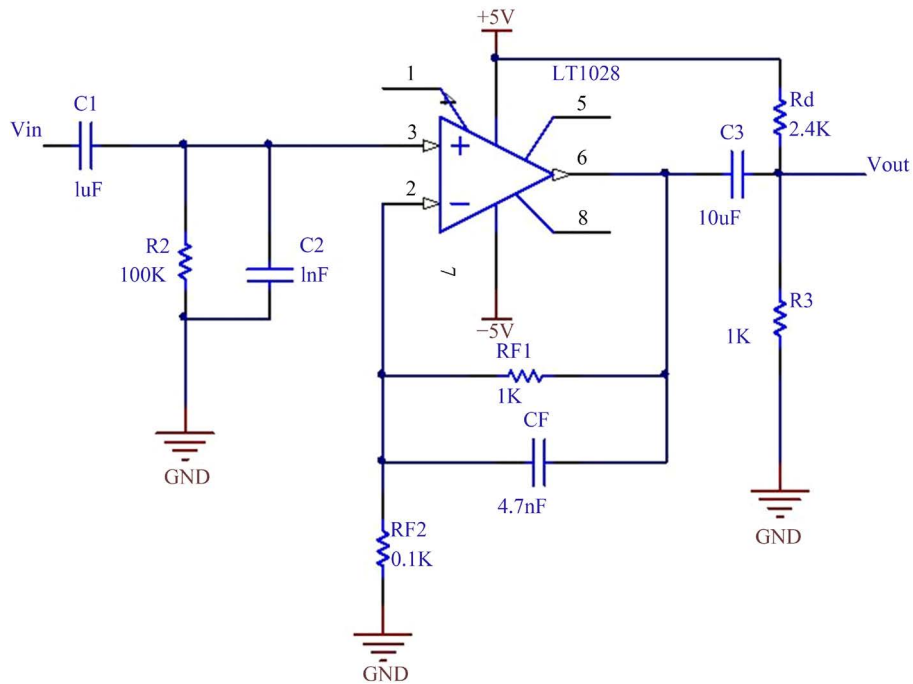 +5V
1
LT1028
C1
5
Rd
2.4K
Vin
3
+
C3
6
Vout
1uF
2
−
10uF
R2
100K
C2
lnF
8
7
R3
1K
−5V
RF1
1K
CF
GND
4.7nF
RF2
0.1K
GND
GND